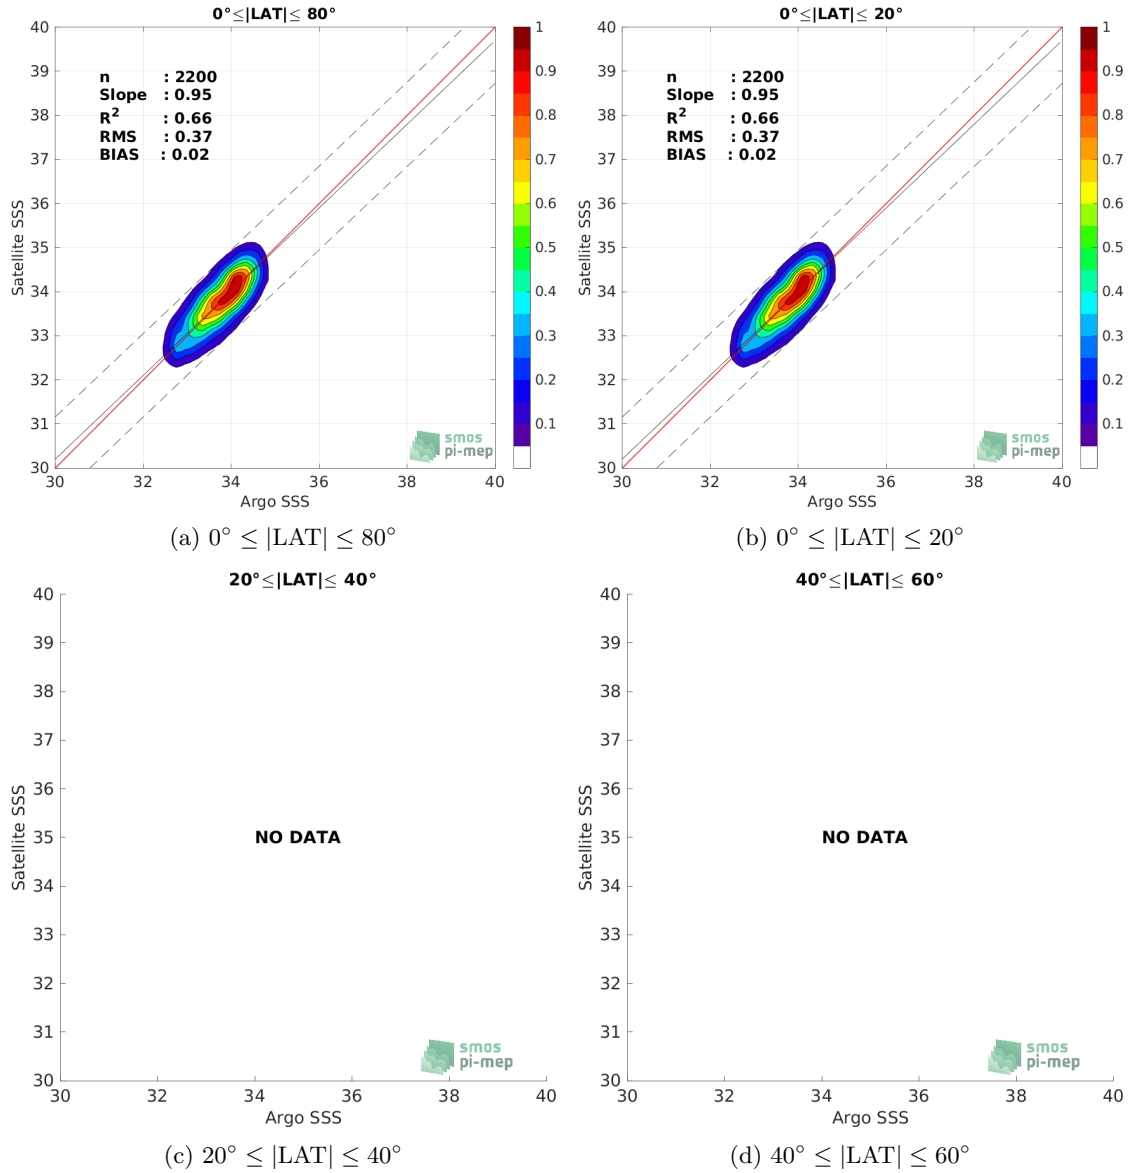 0°≤|LAT|≤ 80°
40
39
38
37
36
35
34
33
32
31
30
Satellite SSS
n : 2200
Slope : 0.95
R² : 0.66
RMS : 0.37
BIAS : 0.02
smos
pi-mep
30 32 34 36 38 40
Argo SSS
1
0.9
0.8
0.7
0.6
0.5
0.4
0.3
0.2
0.1
(a) 0° ≤ |LAT| ≤ 80°
0°≤|LAT|≤ 20°
40
39
38
37
36
35
34
33
32
31
30
Satellite SSS
n : 2200
Slope : 0.95
R² : 0.66
RMS : 0.37
BIAS : 0.02
smos
pi-mep
30 32 34 36 38 40
Argo SSS
1
0.9
0.8
0.7
0.6
0.5
0.4
0.3
0.2
0.1
(b) 0° ≤ |LAT| ≤ 20°
20°≤|LAT|≤ 40°
40
39
38
37
36
35
34
33
32
31
30
Satellite SSS
NO DATA
smos
pi-mep
30 32 34 36 38 40
Argo SSS
(c) 20° ≤ |LAT| ≤ 40°
40°≤|LAT|≤ 60°
40
39
38
37
36
35
34
33
32
31
30
Satellite SSS
NO DATA
smos
pi-mep
30 32 34 36 38 40
Argo SSS
(d) 40° ≤ |LAT| ≤ 60°